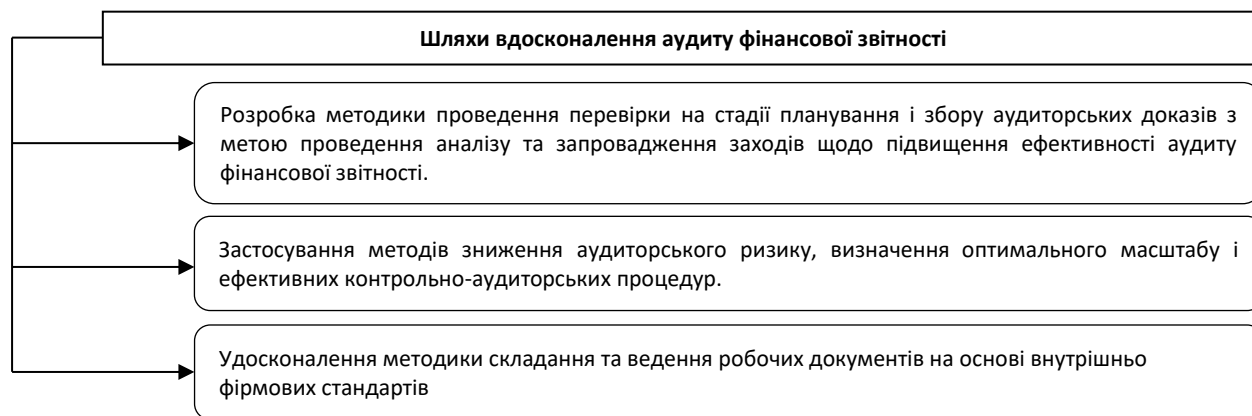 Шляхи вдосконалення аудиту фінансової звітності
Розробка методики проведення перевірки на стадії планування і збору аудиторських доказів з
метою проведення аналізу та запровадження заходів щодо підвищення ефективності аудиту
фінансової звітності.
Застосування методів зниження аудиторського ризику, визначення оптимального масштабу і
ефективних контрольно-аудиторських процедур.
Удосконалення методики складання та ведення робочих документів на основі внутрішньо
фірмових стандартів